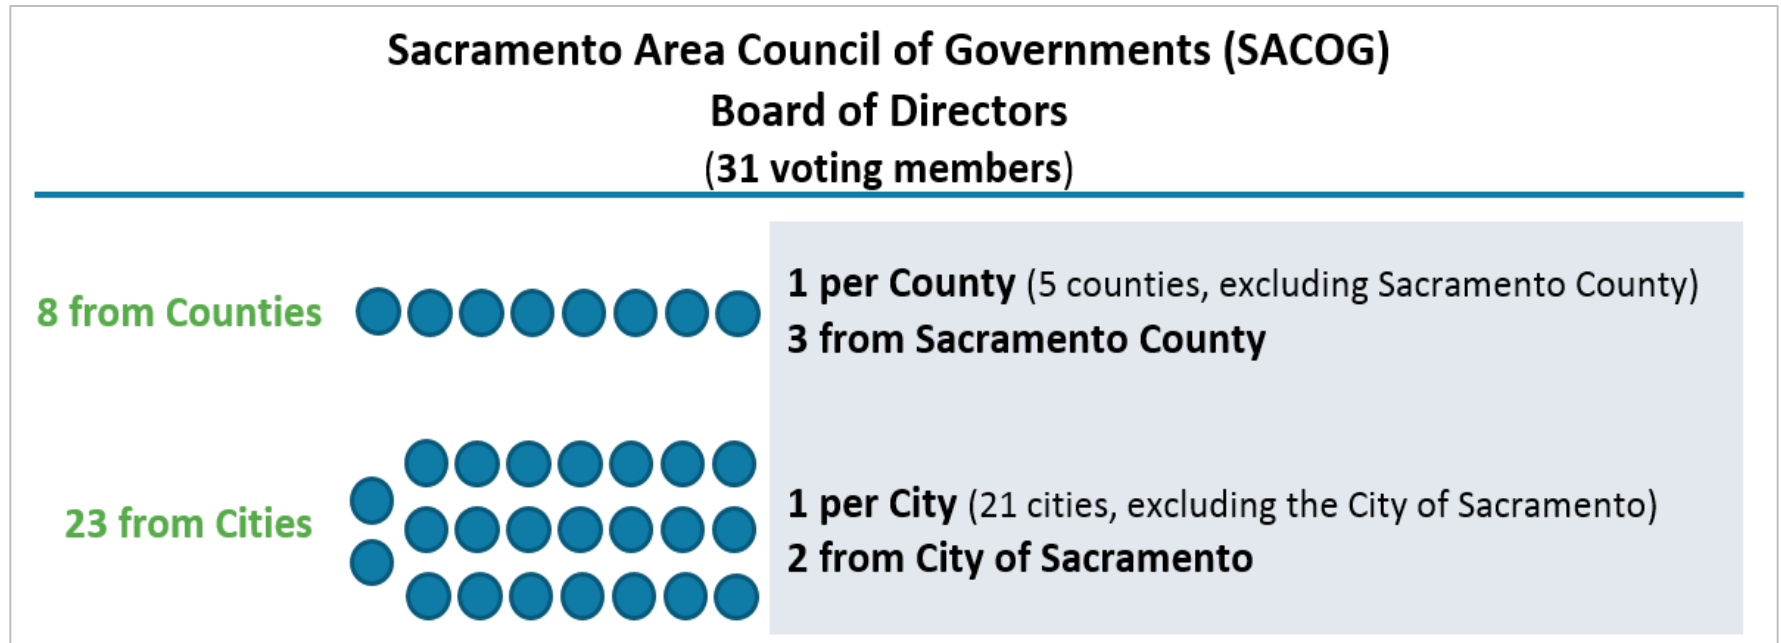 Sacramento Area Council of Governments (SACOG)
Board of Directors
(31 voting members)
8 from Counties
1 per County (5 counties, excluding Sacramento County)
3 from Sacramento County
23 from Cities
1 per City (21 cities, excluding the City of Sacramento)
2 from City of Sacramento